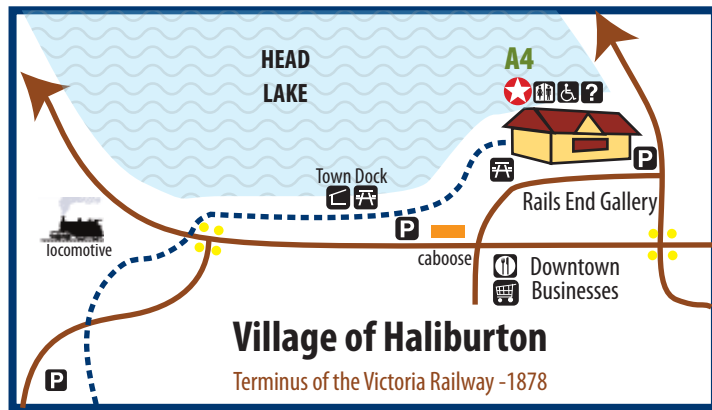 HEAD
LAKE
A4
?
Town Dock
P
Rails End Gallery
locomotive
P
caboose
Downtown
Businesses
Village of Haliburton
P
Terminus of the Victoria Railway -1878